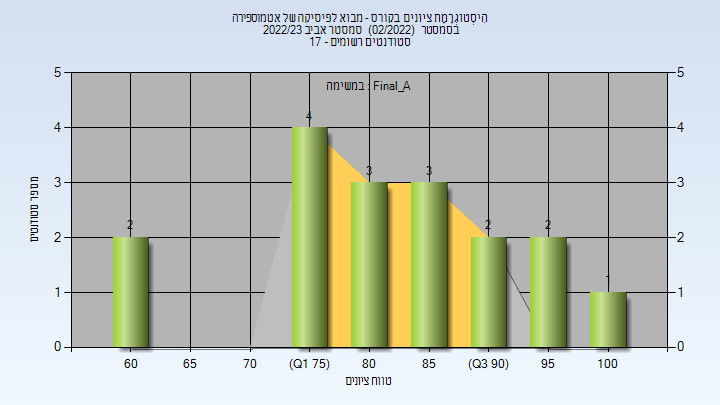 היסטוגרמת ציונים בקורס - מבוא לפיסיקה של אטמוספירה
בסמסטר (02/2022) סמסטר אביב 2022/23
סטודנטים רשומים - 17
במשימה : Final_A
מספר סטודנטים
5 5
4 4
3 3
2 2
1 1
0 0
2 4 3 3 2 2 1
60 65 70 (Q1 75) 80 85 (Q3 90) 95 100
טווח ציונים